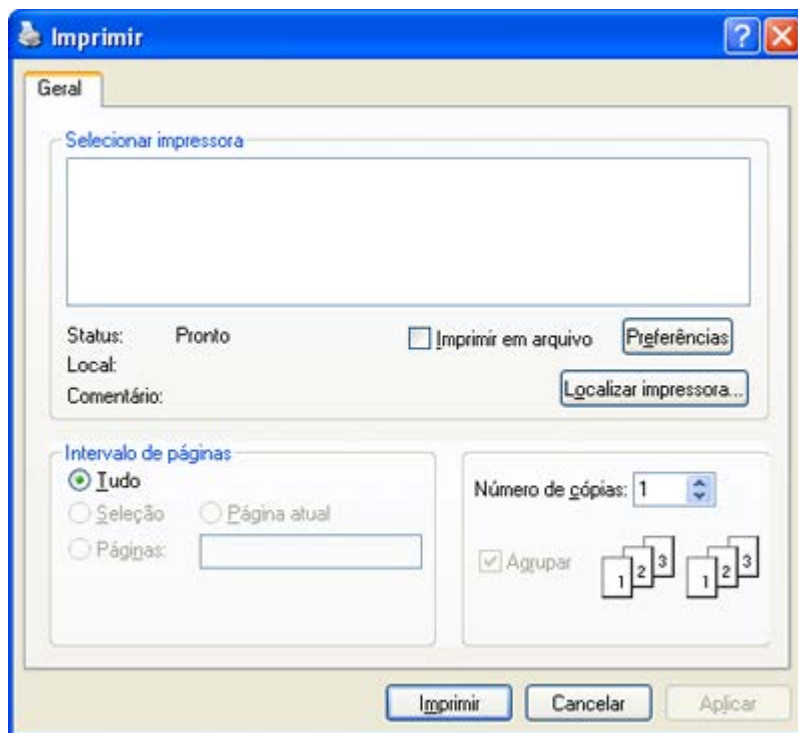 Imprimir
Geral
Selecionar impressora
Status: Pronto
Imprimir em arquivo
Preferências
Local:
Comentário:
Localizar impressora...
Intervalo de páginas
Tudo
Seleção
Página atual
Páginas:
Número de cópias: 1
Agrupar
1 2 3 1 2 3
Imprimir
Cancelar
Aplicar